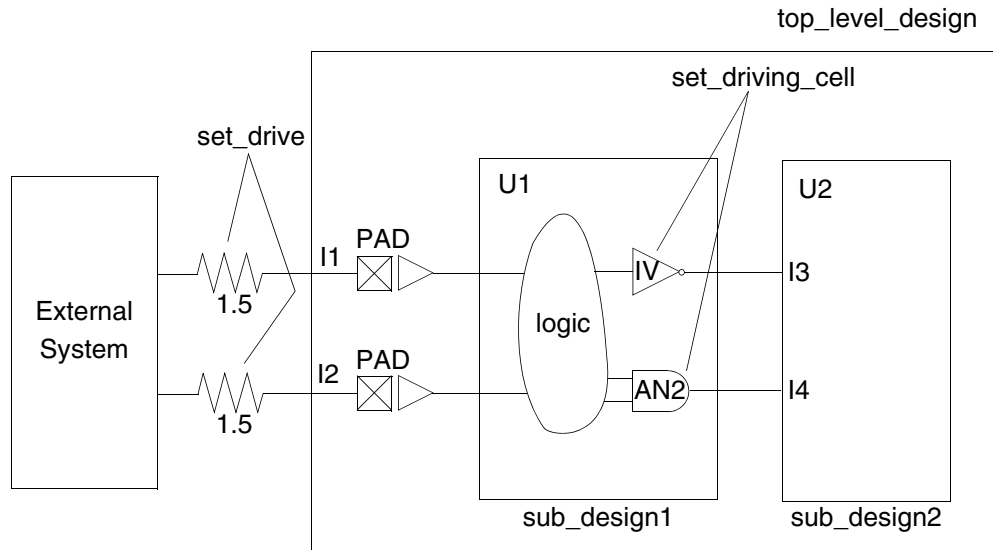 top_level_design
set_driving_cell
set_drive
U1
U2
I1
PAD
IV
I3
1.5
External
System
logic
I2
PAD
AN2
I4
1.5
sub_design1
sub_design2